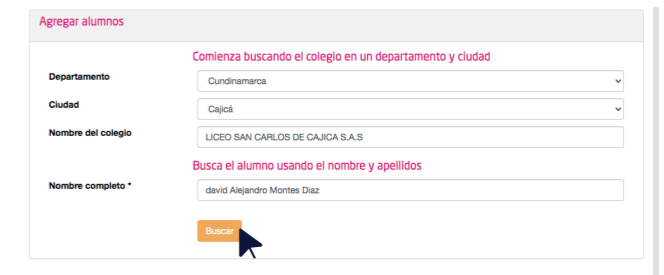 Agregar alumnos
Comienza buscando el colegio en un departamento y ciudad
Departamento
Cundinamarca
Ciudad
Cajicá
Nombre del colegio
LICEO SAN CARLOS DE CAJICA S.A.S
Busca el alumno usando el nombre y apellidos
Nombre completo *
david Alejandro Montes Diaz
Buscar